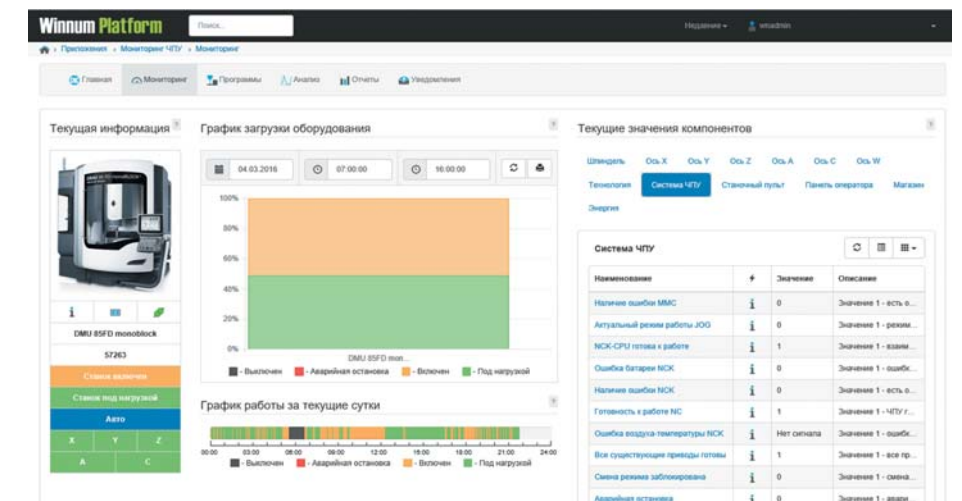 Winnum Platform
Поиск...
Недавнее
wnadmin
Приложения › Мониторинг ЧПУ › Мониторинг
Главная
Мониторинг
Программы
Анализ
Отчеты
Уведомления
Текущая информация
DMU 85FD monoblock
57263
Станок включен
Станок под нагрузкой
Авто
X Y Z
A C
График загрузки оборудования
04.03.2016
07:00:00
16:00:00
100%
80%
60%
40%
20%
0%
DMU 85FD mon...
- Выключен - Аварийная остановка - Включен - Под нагрузкой
График работы за текущие сутки
00:00 03:00 06:00 09:00 12:00 15:00 18:00 21:00 24:00
- Выключен - Аварийная остановка - Включен - Под нагрузкой
Текущие значения компонентов
Шпиндель Ось X Ось Y Ось Z Ось A Ось C Ось W
Технология Система ЧПУ Станочный пульт Панель оператора Магазин
Энергия
Система ЧПУ
Наименование Значение Описание
Наличие ошибки MMC 0 Значение 1 - есть о...
Актуальный режим работы JOG 0 Значение 1 - режим...
NCK-CPU готова к работе 1 Значение 1 - взаим...
Ошибка батареи NCK 0 Значение 1 - ошибк...
Наличие ошибки NCK 0 Значение 1 - есть о...
Готовность к работе NC 1 Значение 1 - ЧПУ г...
Ошибка воздуха-температуры NCK Нет сигнала Значение 1 - ошибк...
Все существующие приводы готовы 1 Значение 1 - все пр...
Смена режима заблокирована 0 Значение 1 - смена...
Аварийная остановка 0 Значение 1 - авари...